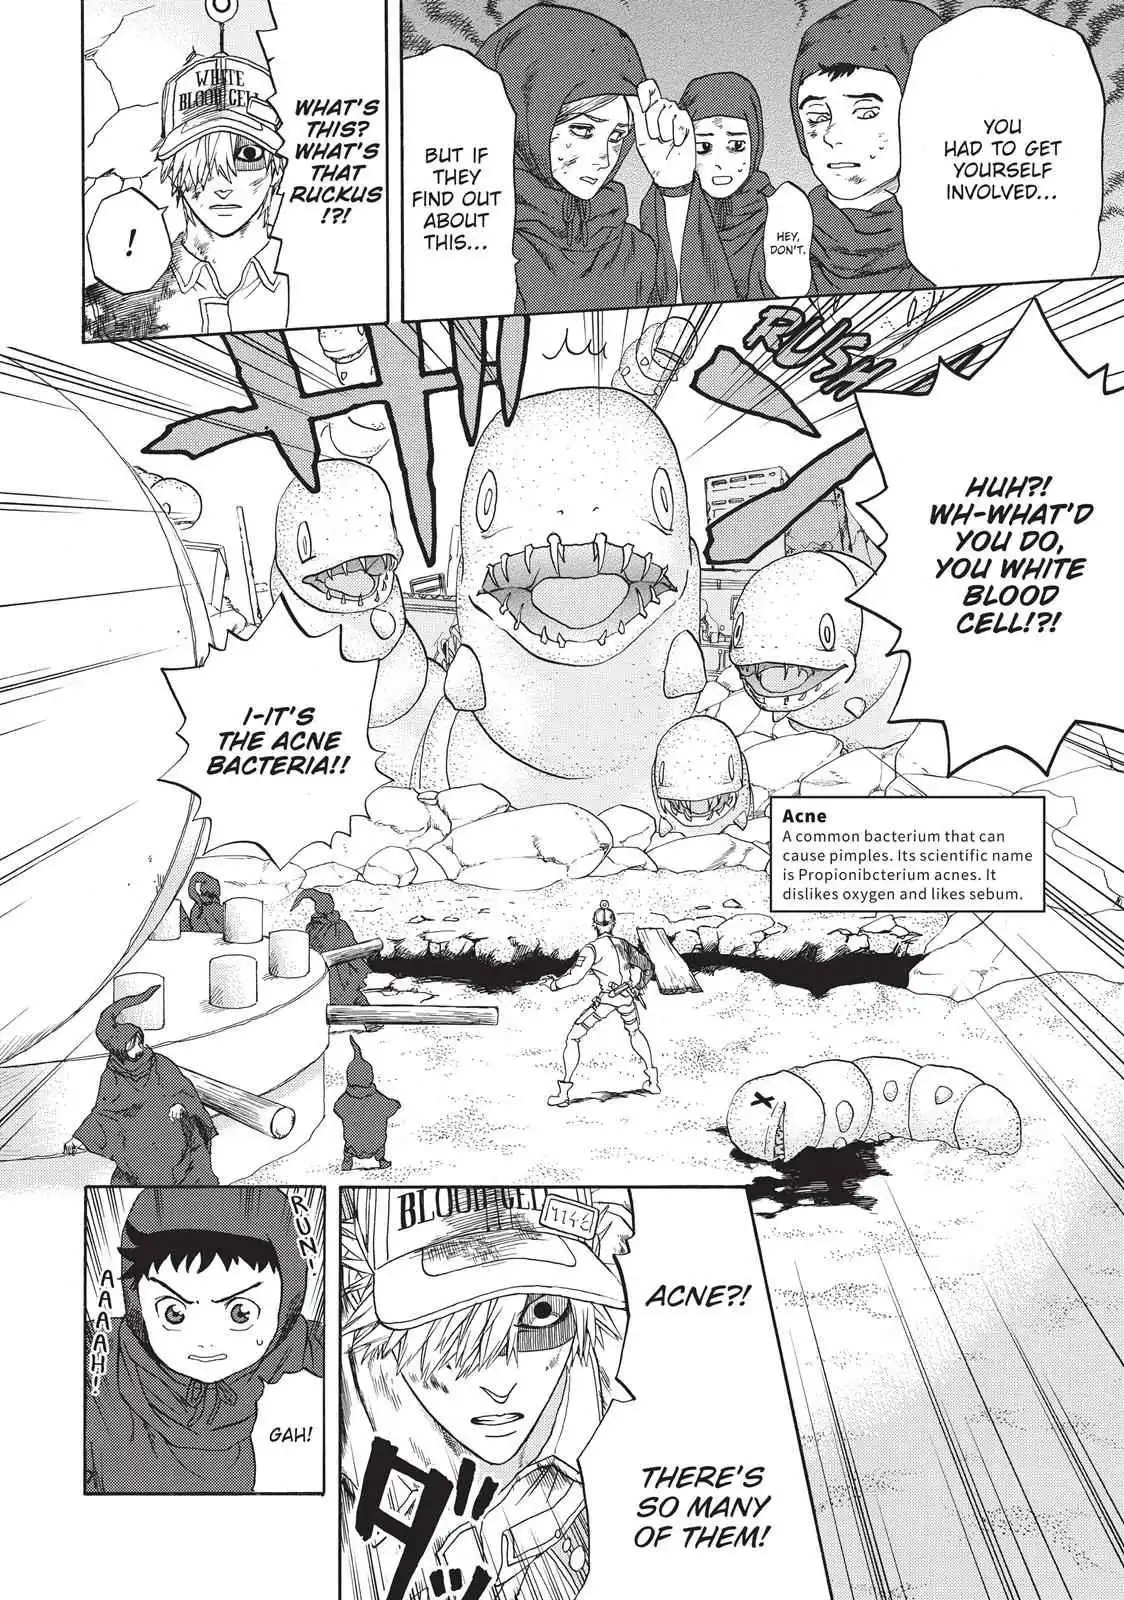 YOU
HAD TO GET
YOURSELF
INVOLVED...
HEY,
DON'T.
BUT IF
THEY
FIND OUT
ABOUT
THIS...
WHAT'S
THIS?
WHAT'S
THAT
RUCKUS
!?!
WHITE
BLOOD CELL
!
RUSH
HUH?!
WH-WHAT'D
YOU DO,
YOU WHITE
BLOOD
CELL!?!
I-IT'S
THE ACNE
BACTERIA!!
Acne
A common bacterium that can
cause pimples. Its scientific name
is Propionibcterium acnes. It
dislikes oxygen and likes sebum.
ACNE?!
BLOOD CEL
THERE'S
SO MANY
OF THEM!
ダッ
RUN!
AAAAH!
GAH!